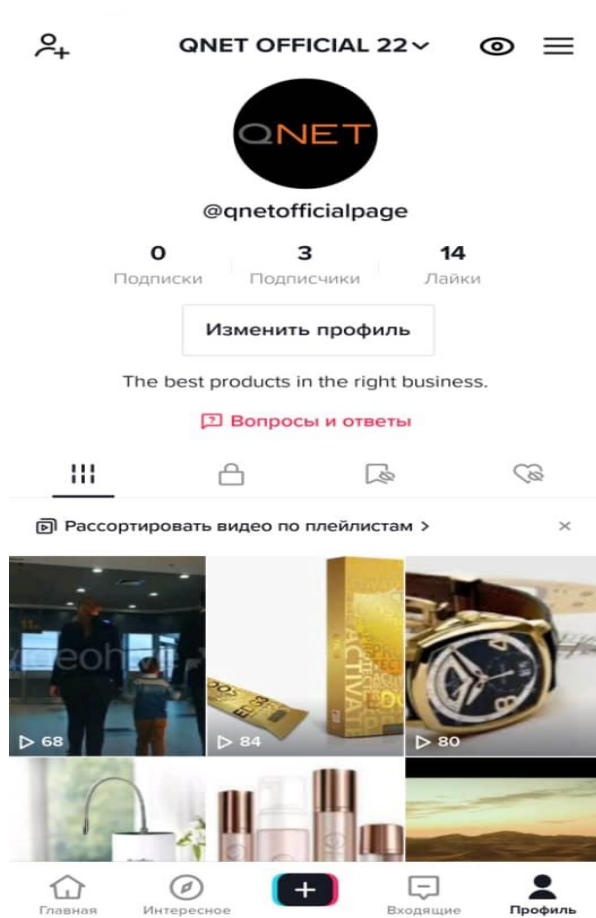 QNET OFFICIAL 22
QNET
@qnetofficialpage
0 3 14
Подписки Подписчики Лайки
Изменить профиль
The best products in the right business.
Вопросы и ответы
Рассортировать видео по плейлистам >
ACTIVATE
EDG3
68 84 80
Главная Интересное Входящие Профиль